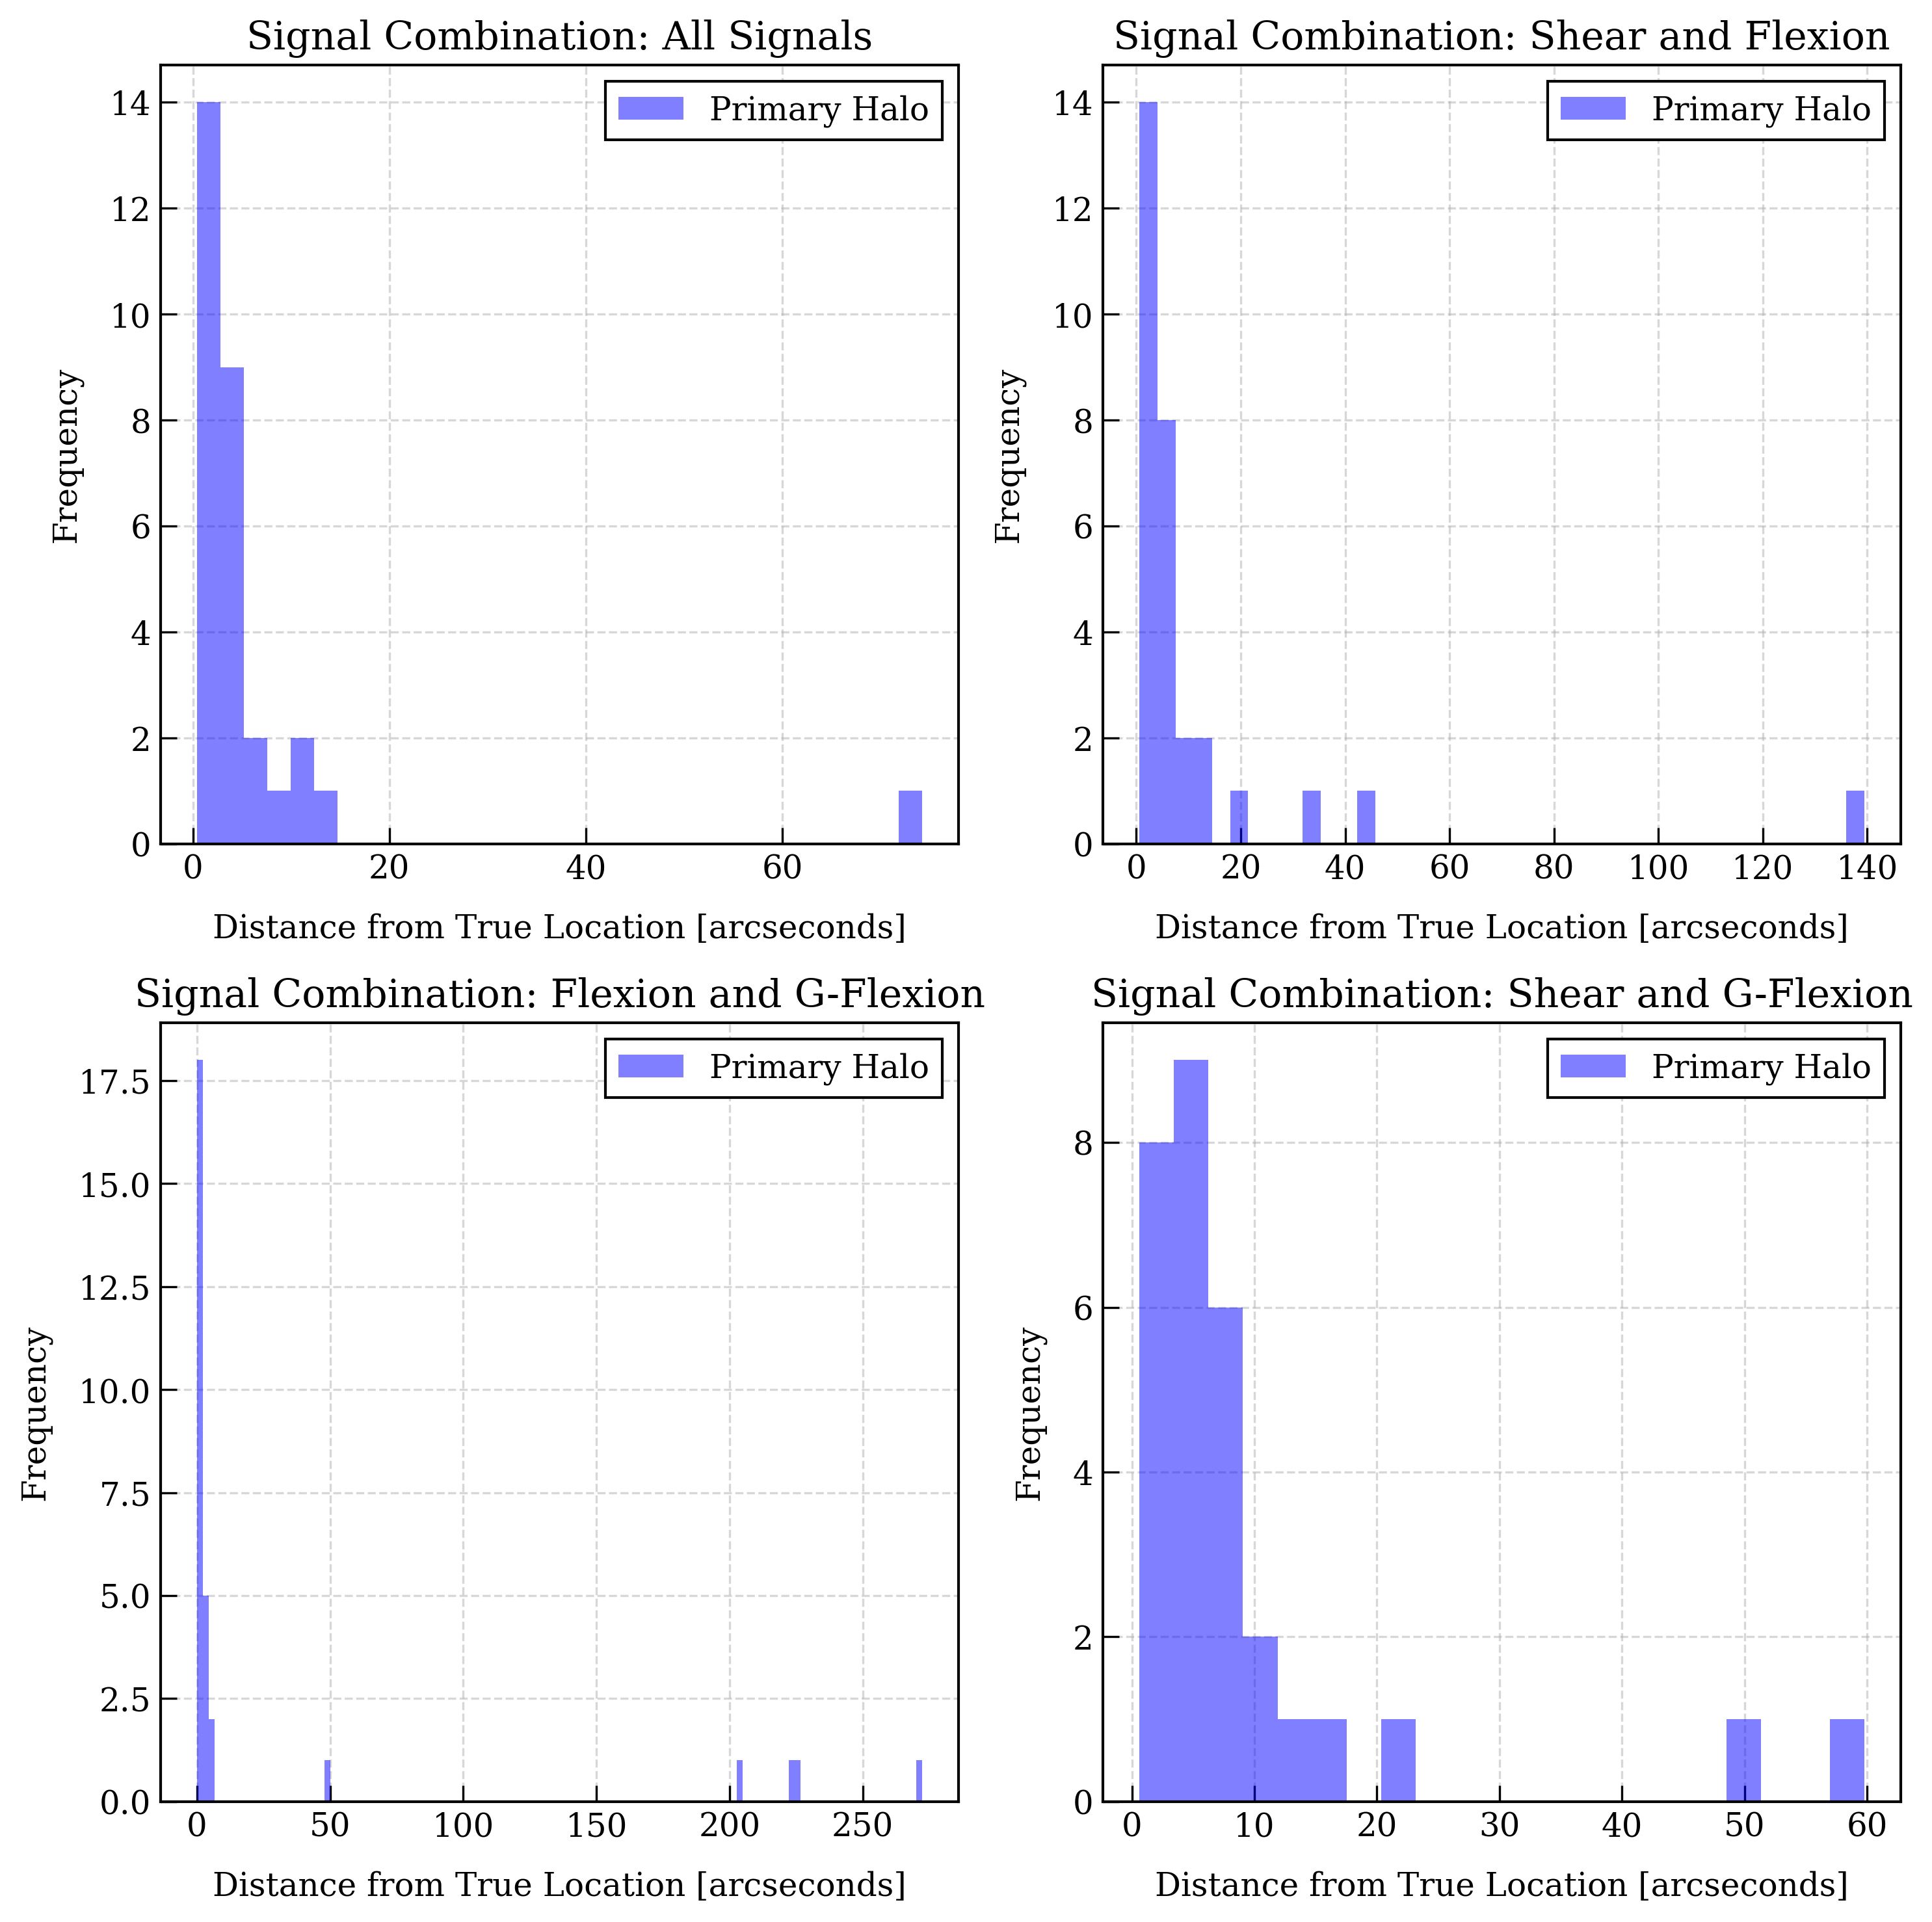 Signal Combination: All Signals
Primary Halo
14
12
10
8
6
4
2
0
Frequency
0 20 40 60
Distance from True Location [arcseconds]
Signal Combination: Shear and Flexion
Primary Halo
14
12
10
8
6
4
2
0
Frequency
0 20 40 60 80 100 120 140
Distance from True Location [arcseconds]
Signal Combination: Flexion and G-Flexion
Primary Halo
17.5
15.0
12.5
10.0
7.5
5.0
2.5
0.0
Frequency
0 50 100 150 200 250
Distance from True Location [arcseconds]
Signal Combination: Shear and G-Flexion
Primary Halo
8
6
4
2
0
Frequency
0 10 20 30 40 50 60
Distance from True Location [arcseconds]